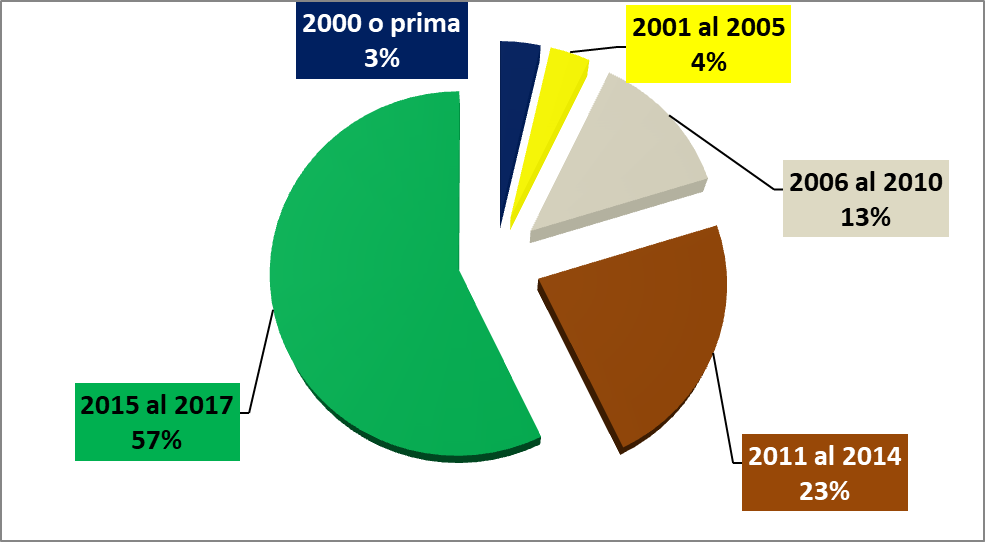 2000 o prima
3%
2001 al 2005
4%
2006 al 2010
13%
2011 al 2014
23%
2015 al 2017
57%